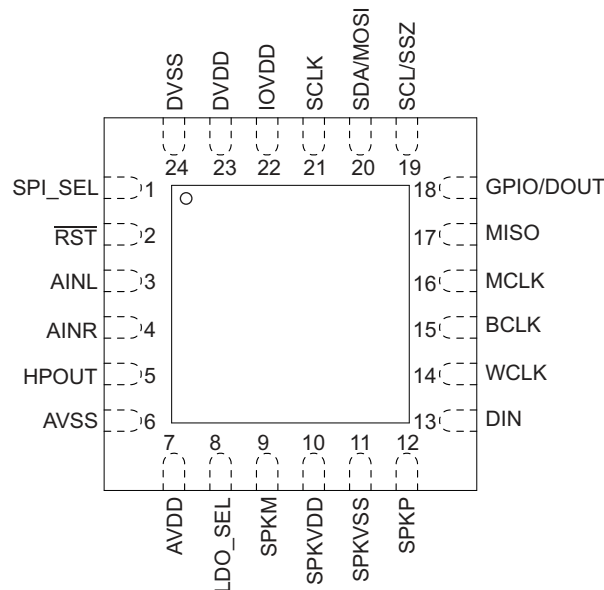 DVSS
DVDD
IOVDD
SCLK
SDA/MOSI
SCL/SSZ
24 23 22 21 20 19
SPI_SEL 1 18 GPIO/DOUT
RST 2 17 MISO
AINL 3 16 MCLK
AINR 4 15 BCLK
HPOUT 5 14 WCLK
AVSS 6 13 DIN
7 8 9 10 11 12
AVDD
LDO_SEL
SPKM
SPKVDD
SPKVSS
SPKP